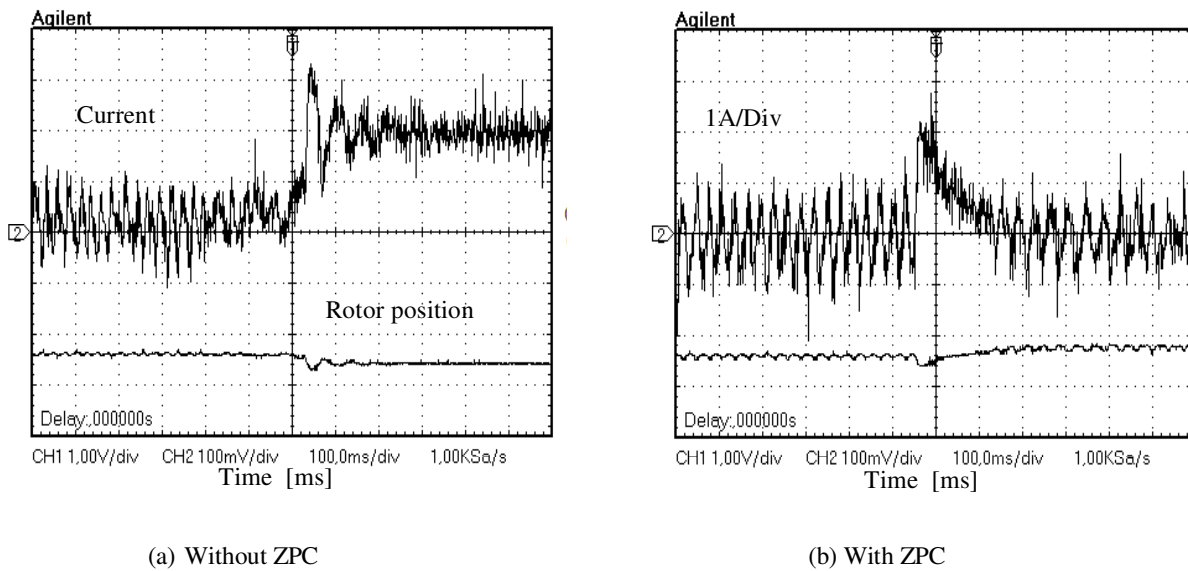 Agilent
Current
2
Rotor position
Delay:,000000s
CH1 1,00V/div CH2 100mV/div 100,0ms/div 1,00KSa/s
Time [ms]
(a) Without ZPC
Agilent
1A/Div
2
Delay:,000000s
CH1 1,00V/div CH2 100mV/div 100,0ms/div 1,00KSa/s
Time [ms]
(b) With ZPC